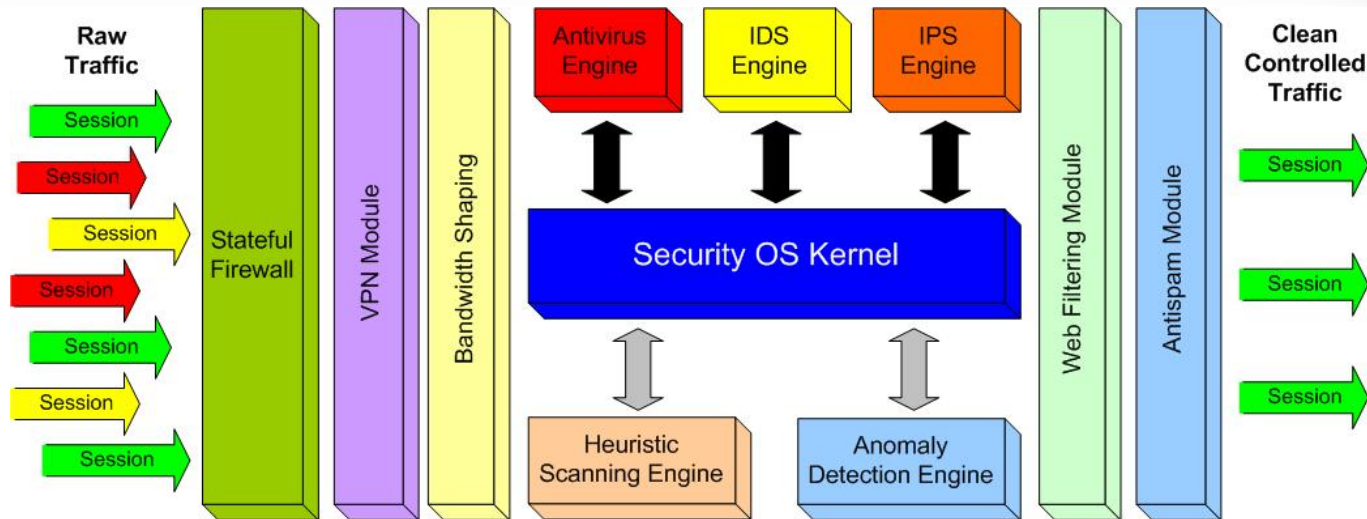 Raw
Traffic
Session
Session
Session
Session
Session
Session
Session
Stateful
Firewall
VPN Module
Bandwidth Shaping
Antivirus
Engine
IDS
Engine
IPS
Engine
Security OS Kernel
Heuristic
Scanning Engine
Anomaly
Detection Engine
Web Filtering Module
Antispam Module
Clean
Controlled
Traffic
Session
Session
Session